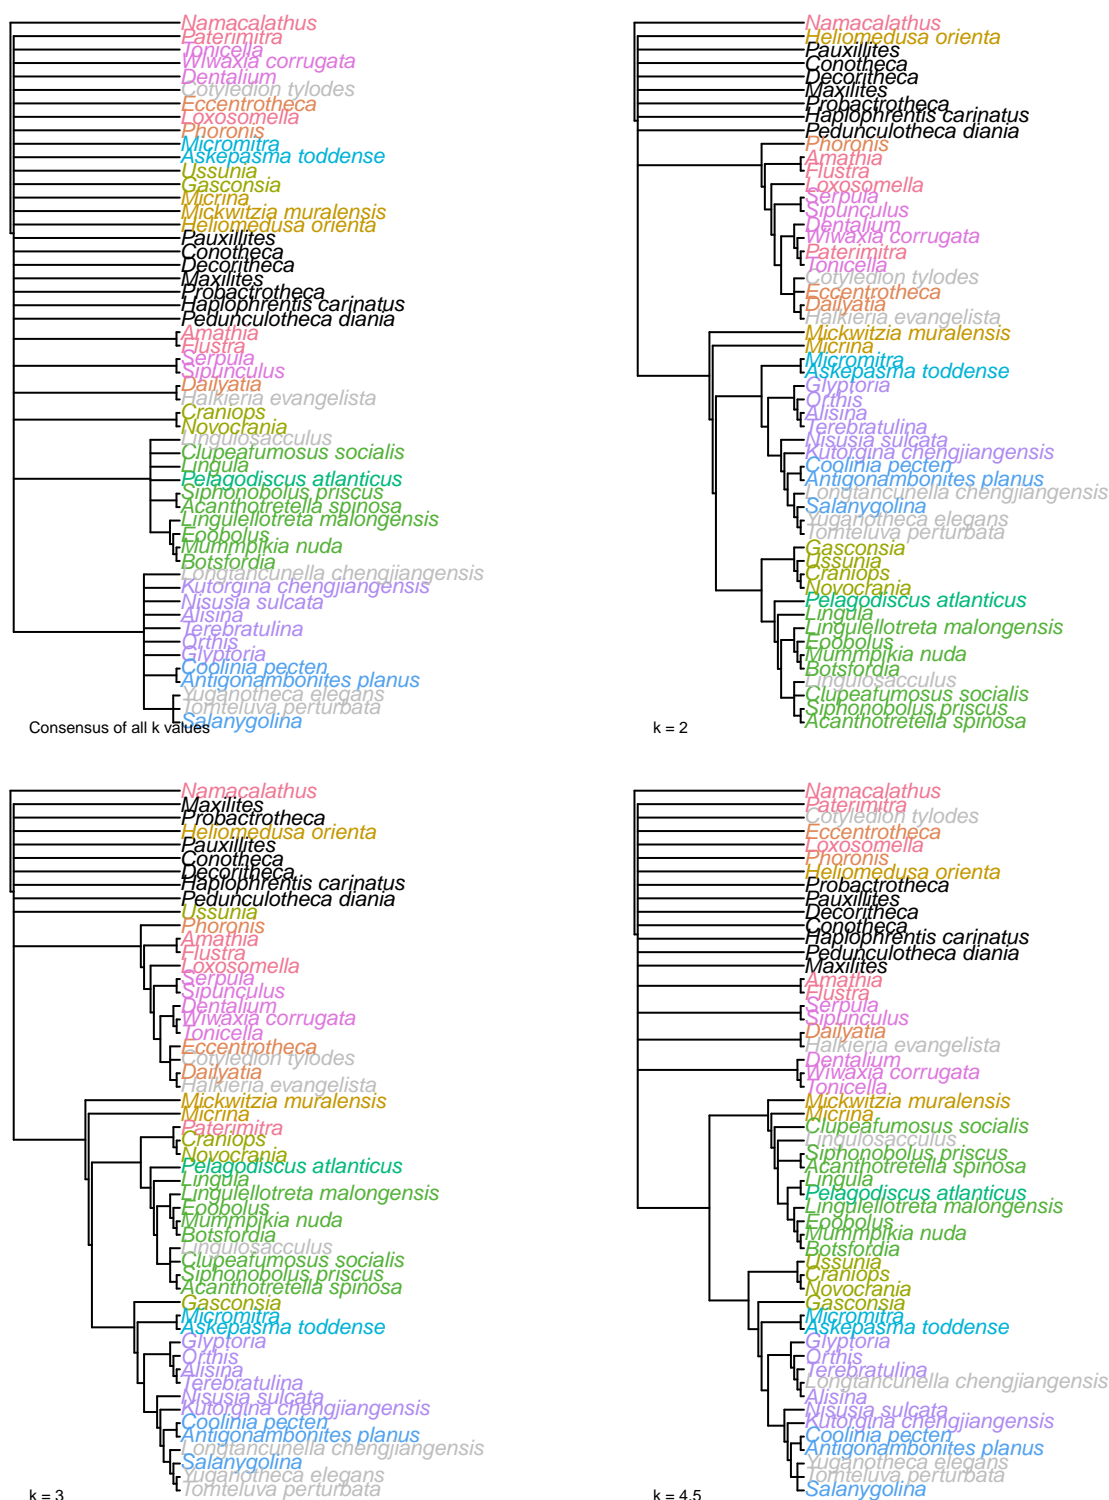 Namacalathus
Paterimitra
Tonicella
Wiwaxia corrugata
Dentalium
Cotyledion tylodes
Eccentrotheca
Loxosomella
Phoronis
Micromitra
Askepasma toddense
Ussunia
Gasconsia
Micrina
Mickwitzia muralensis
Heliomedusa orienta
Pauxillites
Conotheca
Decoritheca
Maxilites
Probactrotheca
Haplophrentis carinatus
Pedunculotheca diania
Amathia
Flustra
Serpula
Sipunculus
Dailyatia
Halkieria evangelista
Craniops
Novocrania
Lingulosacculus
Clupeafumosus socialis
Lingula
Pelagodiscus atlanticus
Siphonobolus priscus
Acanthotretella spinosa
Lingulellotreta malongensis
Eoobolus
Mummpikia nuda
Botsfordia
Longtancunella chengjiangensis
Kutorgina chengjiangensis
Nisusia sulcata
Alisina
Terebratulina
Orthis
Glyptoria
Coolinia pecten
Antigonambonites planus
Yuganotheca elegans
Tomteluva perturbata
Salanygolina
Consensus of all k values
Namacalathus
Heliomedusa orienta
Pauxillites
Conotheca
Decoritheca
Maxilites
Probactrotheca
Haplophrentis carinatus
Pedunculotheca diania
Phoronis
Amathia
Flustra
Loxosomella
Serpula
Sipunculus
Dentalium
Wiwaxia corrugata
Paterimitra
Tonicella
Cotyledion tylodes
Eccentrotheca
Dailyatia
Halkieria evangelista
Mickwitzia muralensis
Micrina
Micromitra
Askepasma toddense
Glyptoria
Orthis
Alisina
Terebratulina
Nisusia sulcata
Kutorgina chengjiangensis
Coolinia pecten
Antigonambonites planus
Longtancunella chengjiangensis
Salanygolina
Yuganotheca elegans
Tomteluva perturbata
Gasconsia
Ussunia
Craniops
Novocrania
Pelagodiscus atlanticus
Lingula
Lingulellotreta malongensis
Eoobolus
Mummpikia nuda
Botsfordia
Lingulosacculus
Clupeafumosus socialis
Siphonobolus priscus
Acanthotretella spinosa
k = 2
Namacalathus
Maxilites
Probactrotheca
Heliomedusa orienta
Pauxillites
Conotheca
Decoritheca
Haplophrentis carinatus
Pedunculotheca diania
Ussunia
Phoronis
Amathia
Flustra
Loxosomella
Serpula
Sipunculus
Dentalium
Wiwaxia corrugata
Tonicella
Eccentrotheca
Cotyledion tylodes
Dailyatia
Halkieria evangelista
Mickwitzia muralensis
Micrina
Paterimitra
Craniops
Novocrania
Pelagodiscus atlanticus
Lingula
Lingulellotreta malongensis
Eoobolus
Mummpikia nuda
Botsfordia
Lingulosacculus
Clupeafumosus socialis
Siphonobolus priscus
Acanthotretella spinosa
Gasconsia
Micromitra
Askepasma toddense
Glyptoria
Orthis
Alisina
Terebratulina
Nisusia sulcata
Kutorgina chengjiangensis
Coolinia pecten
Antigonambonites planus
Longtancunella chengjiangensis
Salanygolina
Yuganotheca elegans
Tomteluva perturbata
k = 3
Namacalathus
Paterimitra
Cotyledion tylodes
Eccentrotheca
Loxosomella
Phoronis
Heliomedusa orienta
Probactrotheca
Pauxillites
Decoritheca
Conotheca
Haplophrentis carinatus
Pedunculotheca diania
Maxilites
Amathia
Flustra
Serpula
Sipunculus
Dailyatia
Halkieria evangelista
Dentalium
Wiwaxia corrugata
Tonicella
Mickwitzia muralensis
Micrina
Clupeafumosus socialis
Lingulosacculus
Siphonobolus priscus
Acanthotretella spinosa
Lingula
Pelagodiscus atlanticus
Lingulellotreta malongensis
Eoobolus
Mummpikia nuda
Botsfordia
Ussunia
Craniops
Novocrania
Gasconsia
Micromitra
Askepasma toddense
Glyptoria
Orthis
Terebratulina
Longtancunella chengjiangensis
Alisina
Nisusia sulcata
Kutorgina chengjiangensis
Coolinia pecten
Antigonambonites planus
Yuganotheca elegans
Tomteluva perturbata
Salanygolina
k = 4.5